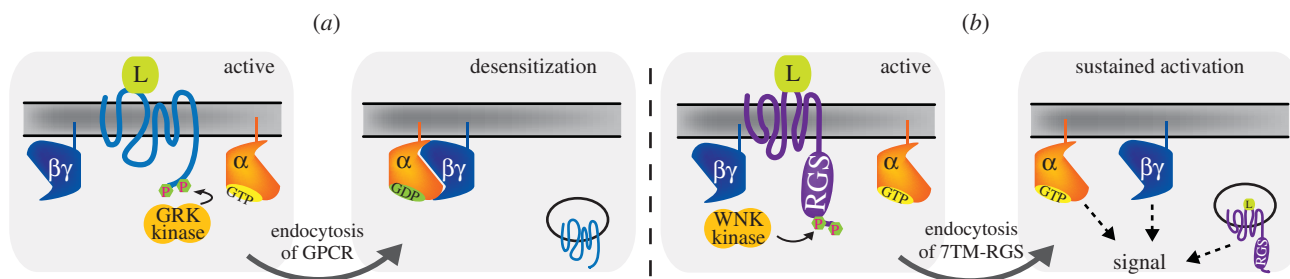 (a)
(b)
active
L
βγ
α
GTP
P P
GRK
kinase
endocytosis
of GPCR
desensitization
α
βγ
GDP
active
L
βγ
RGS
α
GTP
WNK
kinase
P P
endocytosis
of 7TM-RGS
sustained activation
α
GTP
βγ
L
RGS
signal